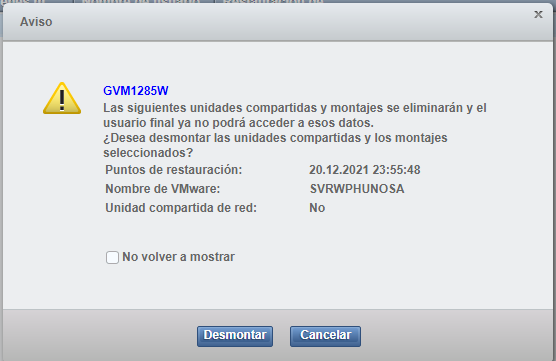 Aviso
x
GVM1285W
Las siguientes unidades compartidas y montajes se eliminarán y el
usuario final ya no podrá acceder a esos datos.
¿Desea desmontar las unidades compartidas y los montajes
seleccionados?
Puntos de restauración: 20.12.2021 23:55:48
Nombre de VMware: SVRWPHUNOSA
Unidad compartida de red: No
No volver a mostrar
Desmontar Cancelar